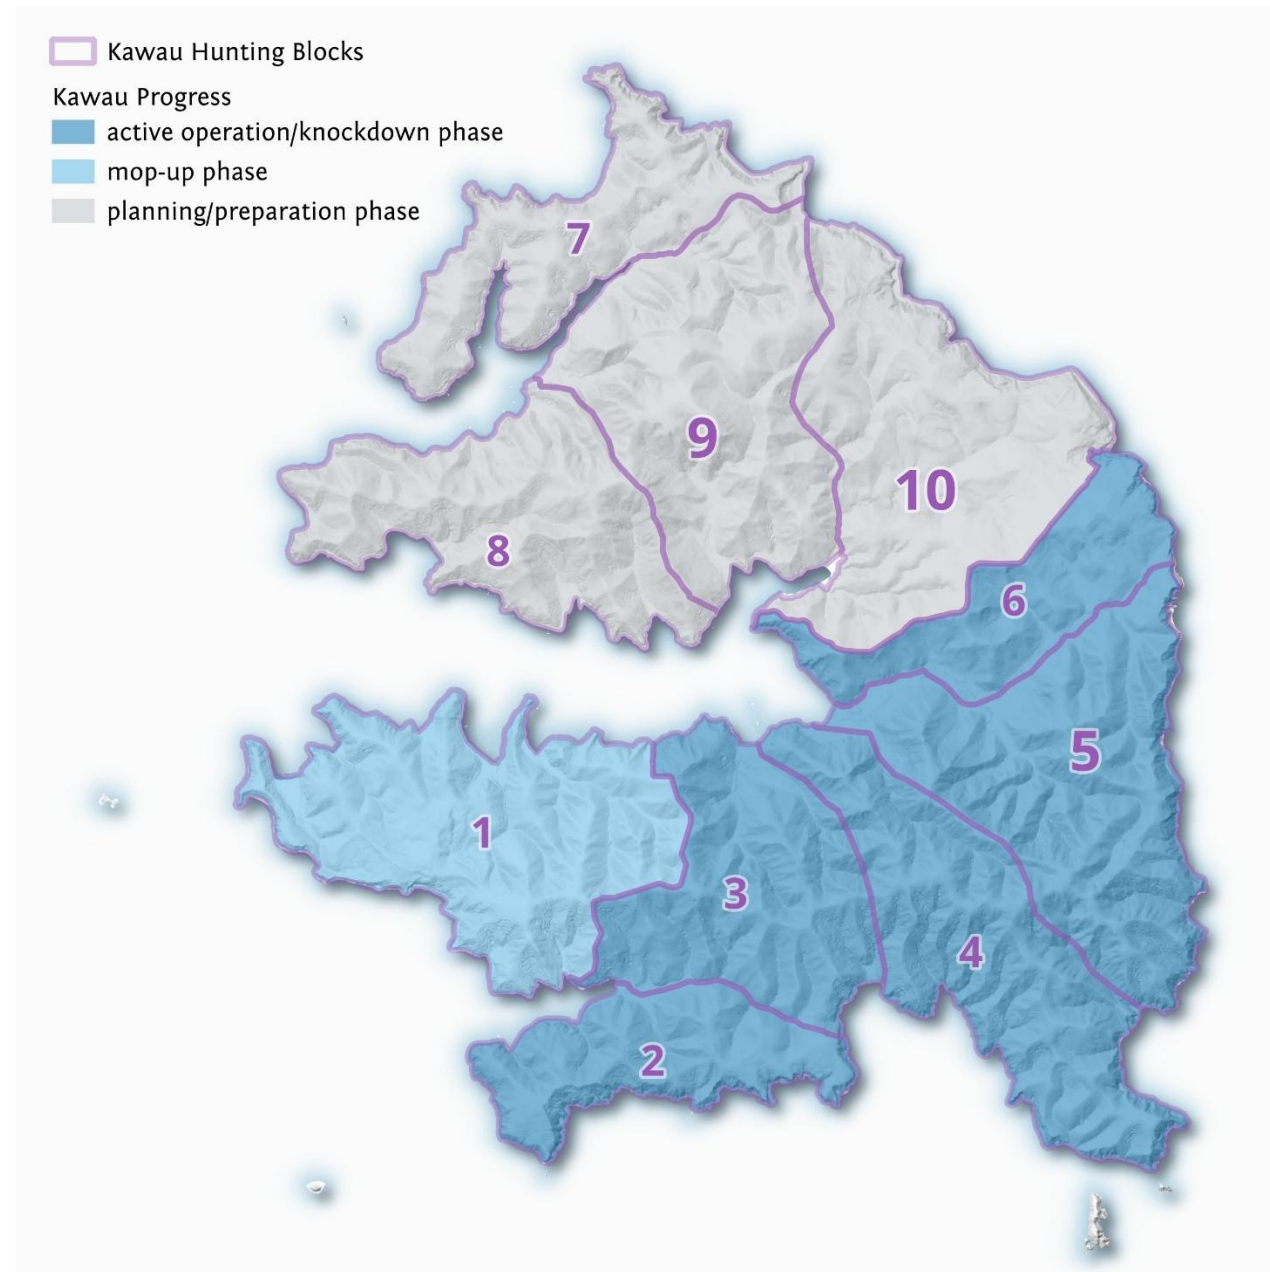 Kawau Hunting Blocks
Kawau Progress
active operation/knockdown phase
mop-up phase
planning/preparation phase
7
9
10
8
6
5
1
3
4
2